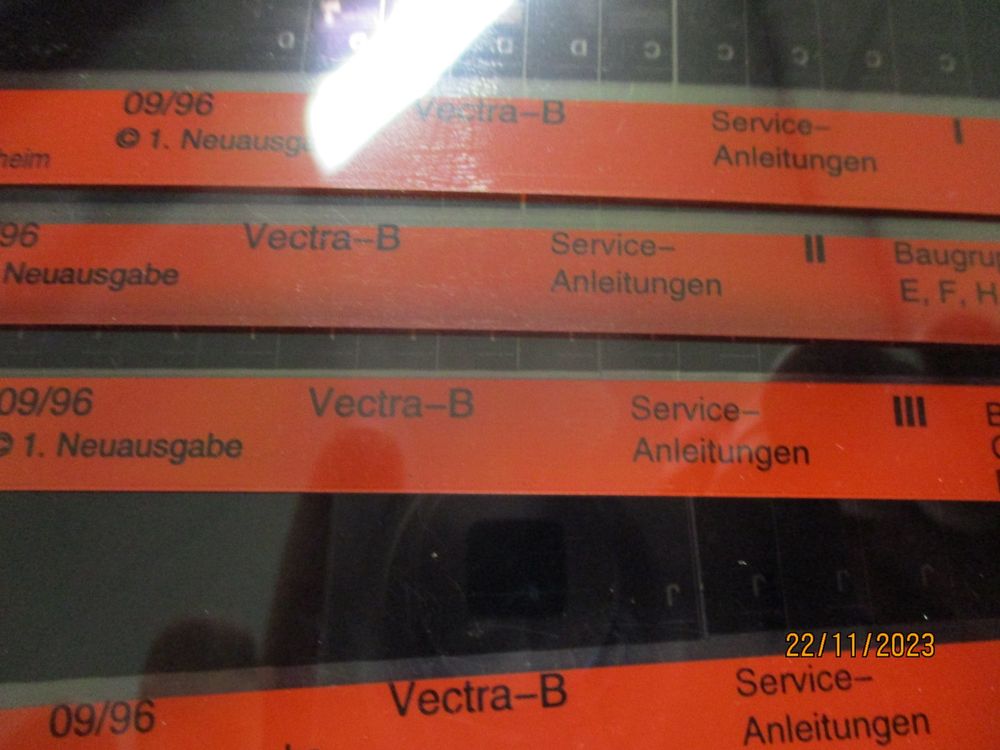 D D D C C C C C
09/96 Vectra–B Service– I
© 1. Neuausga Anleitungen
heim
96 Vectra–B Service– II Baugrup
Neuausgabe Anleitungen E, F, H
09/96 Vectra–B Service– III
© 1. Neuausgabe Anleitungen
J J J J
22/11/2023
09/96 Vectra–B Service–
Anleitungen